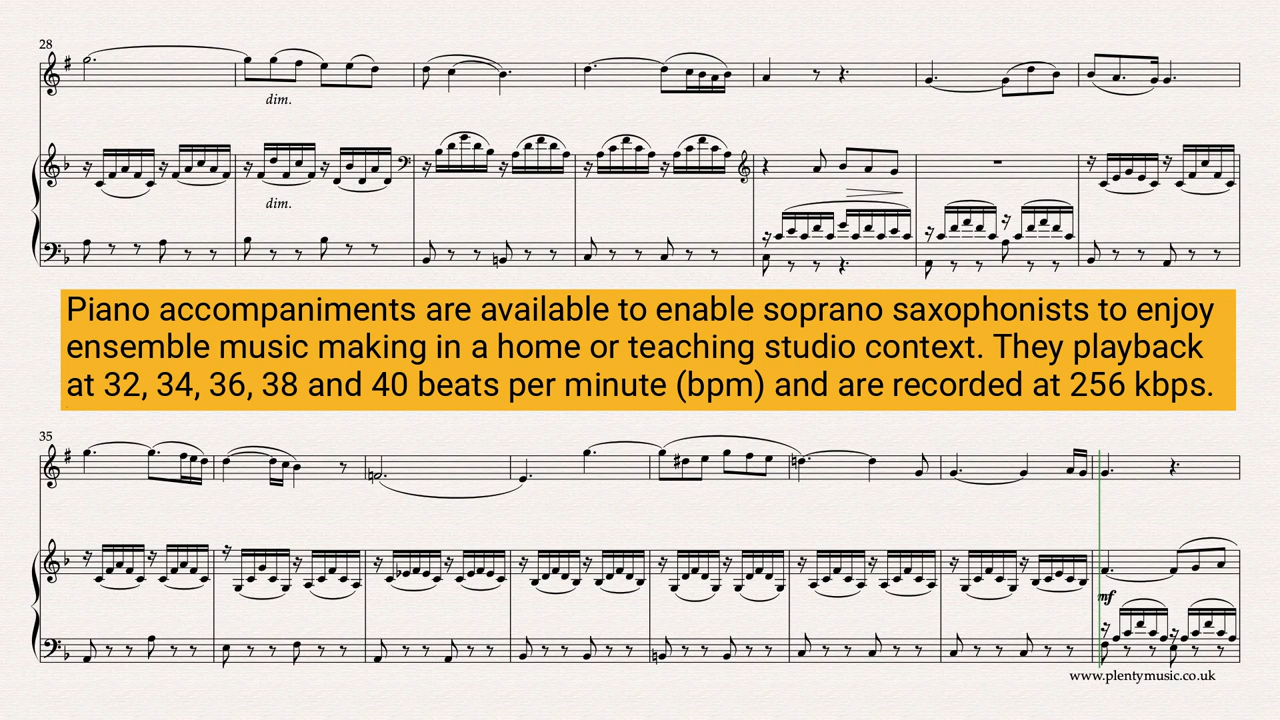 28
dim.
dim.
Piano accompaniments are available to enable soprano saxophonists to enjoy
ensemble music making in a home or teaching studio context. They playback
at 32, 34, 36, 38 and 40 beats per minute (bpm) and are recorded at 256 kbps.
35
mf
www.plentymusic.co.uk